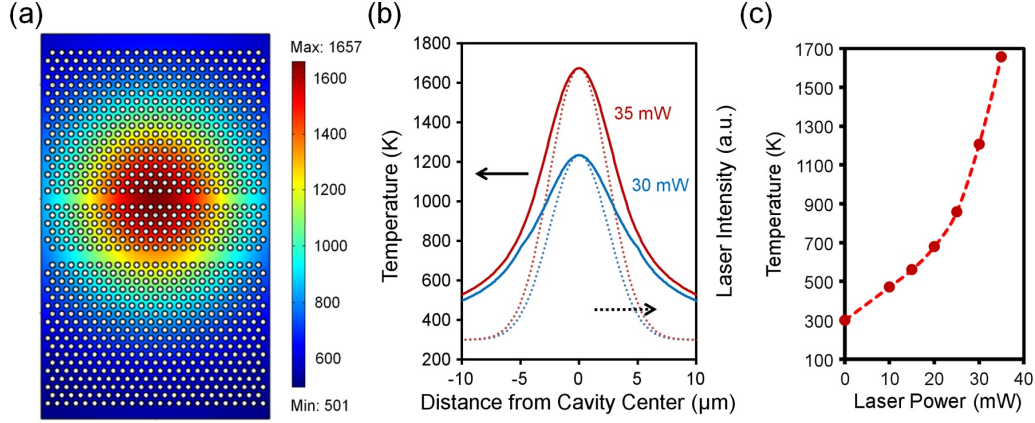 (a)
Max: 1657
1600
1400
1200
1000
800
600
Min: 501
(b)
Temperature (K)
1800
1600
1400
1200
1000
800
600
400
200
35 mW
30 mW
-10
-5
0
5
10
Distance from Cavity Center (µm)
Laser Intensity (a.u.)
(c)
Temperature (K)
1700
1500
1300
1100
900
700
500
300
100
0
10
20
30
40
Laser Power (mW)